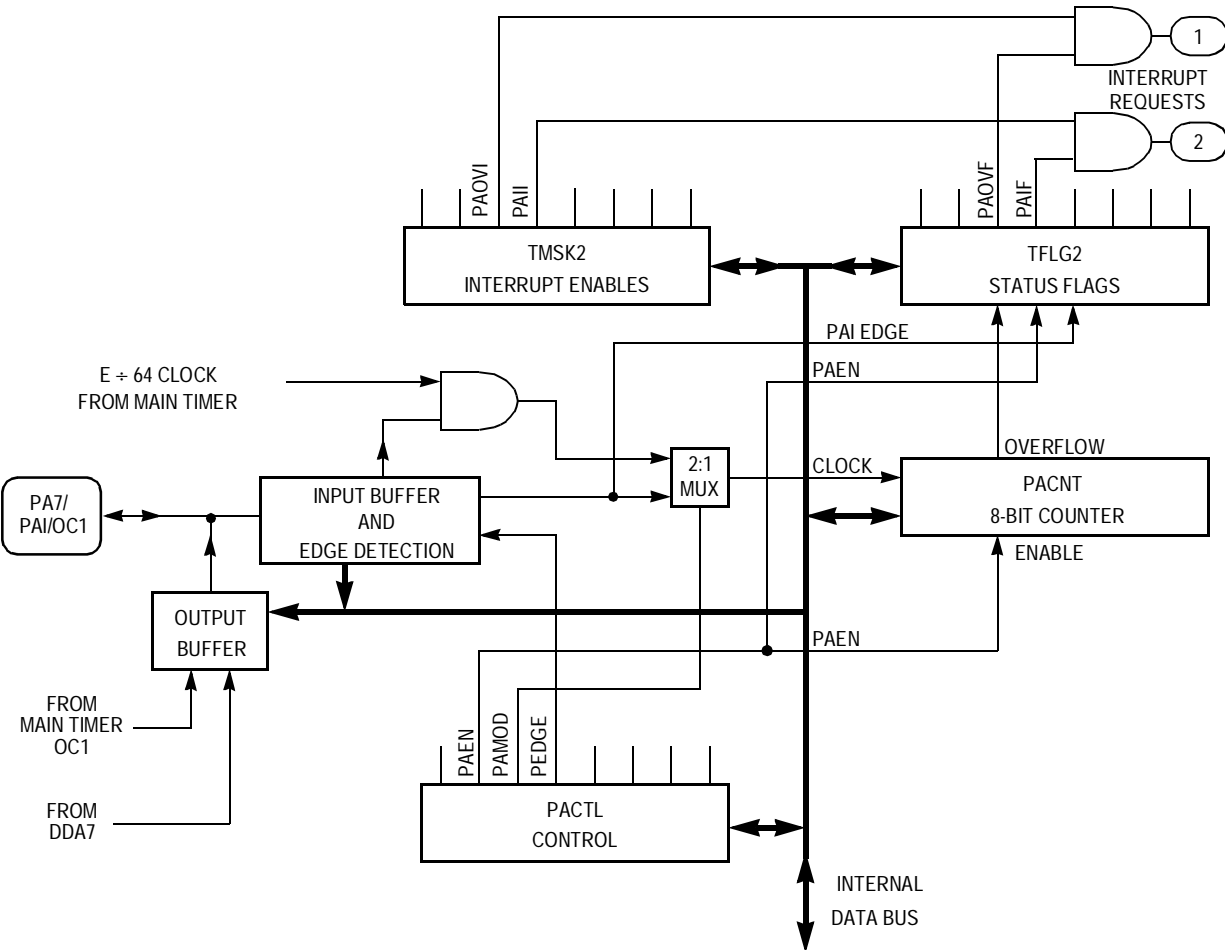 1
INTERRUPT
REQUESTS
2
PAOVI
PAII
PAOVF
PAIF
TMSK2
INTERRUPT ENABLES
TFLG2
STATUS FLAGS
PAI EDGE
PAEN
E ÷ 64 CLOCK
FROM MAIN TIMER
OVERFLOW
2:1
MUX
CLOCK
PACNT
8-BIT COUNTER
ENABLE
PA7/
PAI/OC1
INPUT BUFFER
AND
EDGE DETECTION
OUTPUT
BUFFER
PAEN
FROM
MAIN TIMER
OC1
PAEN
PAMOD
PEDGE
FROM
DDA7
PACTL
CONTROL
INTERNAL
DATA BUS